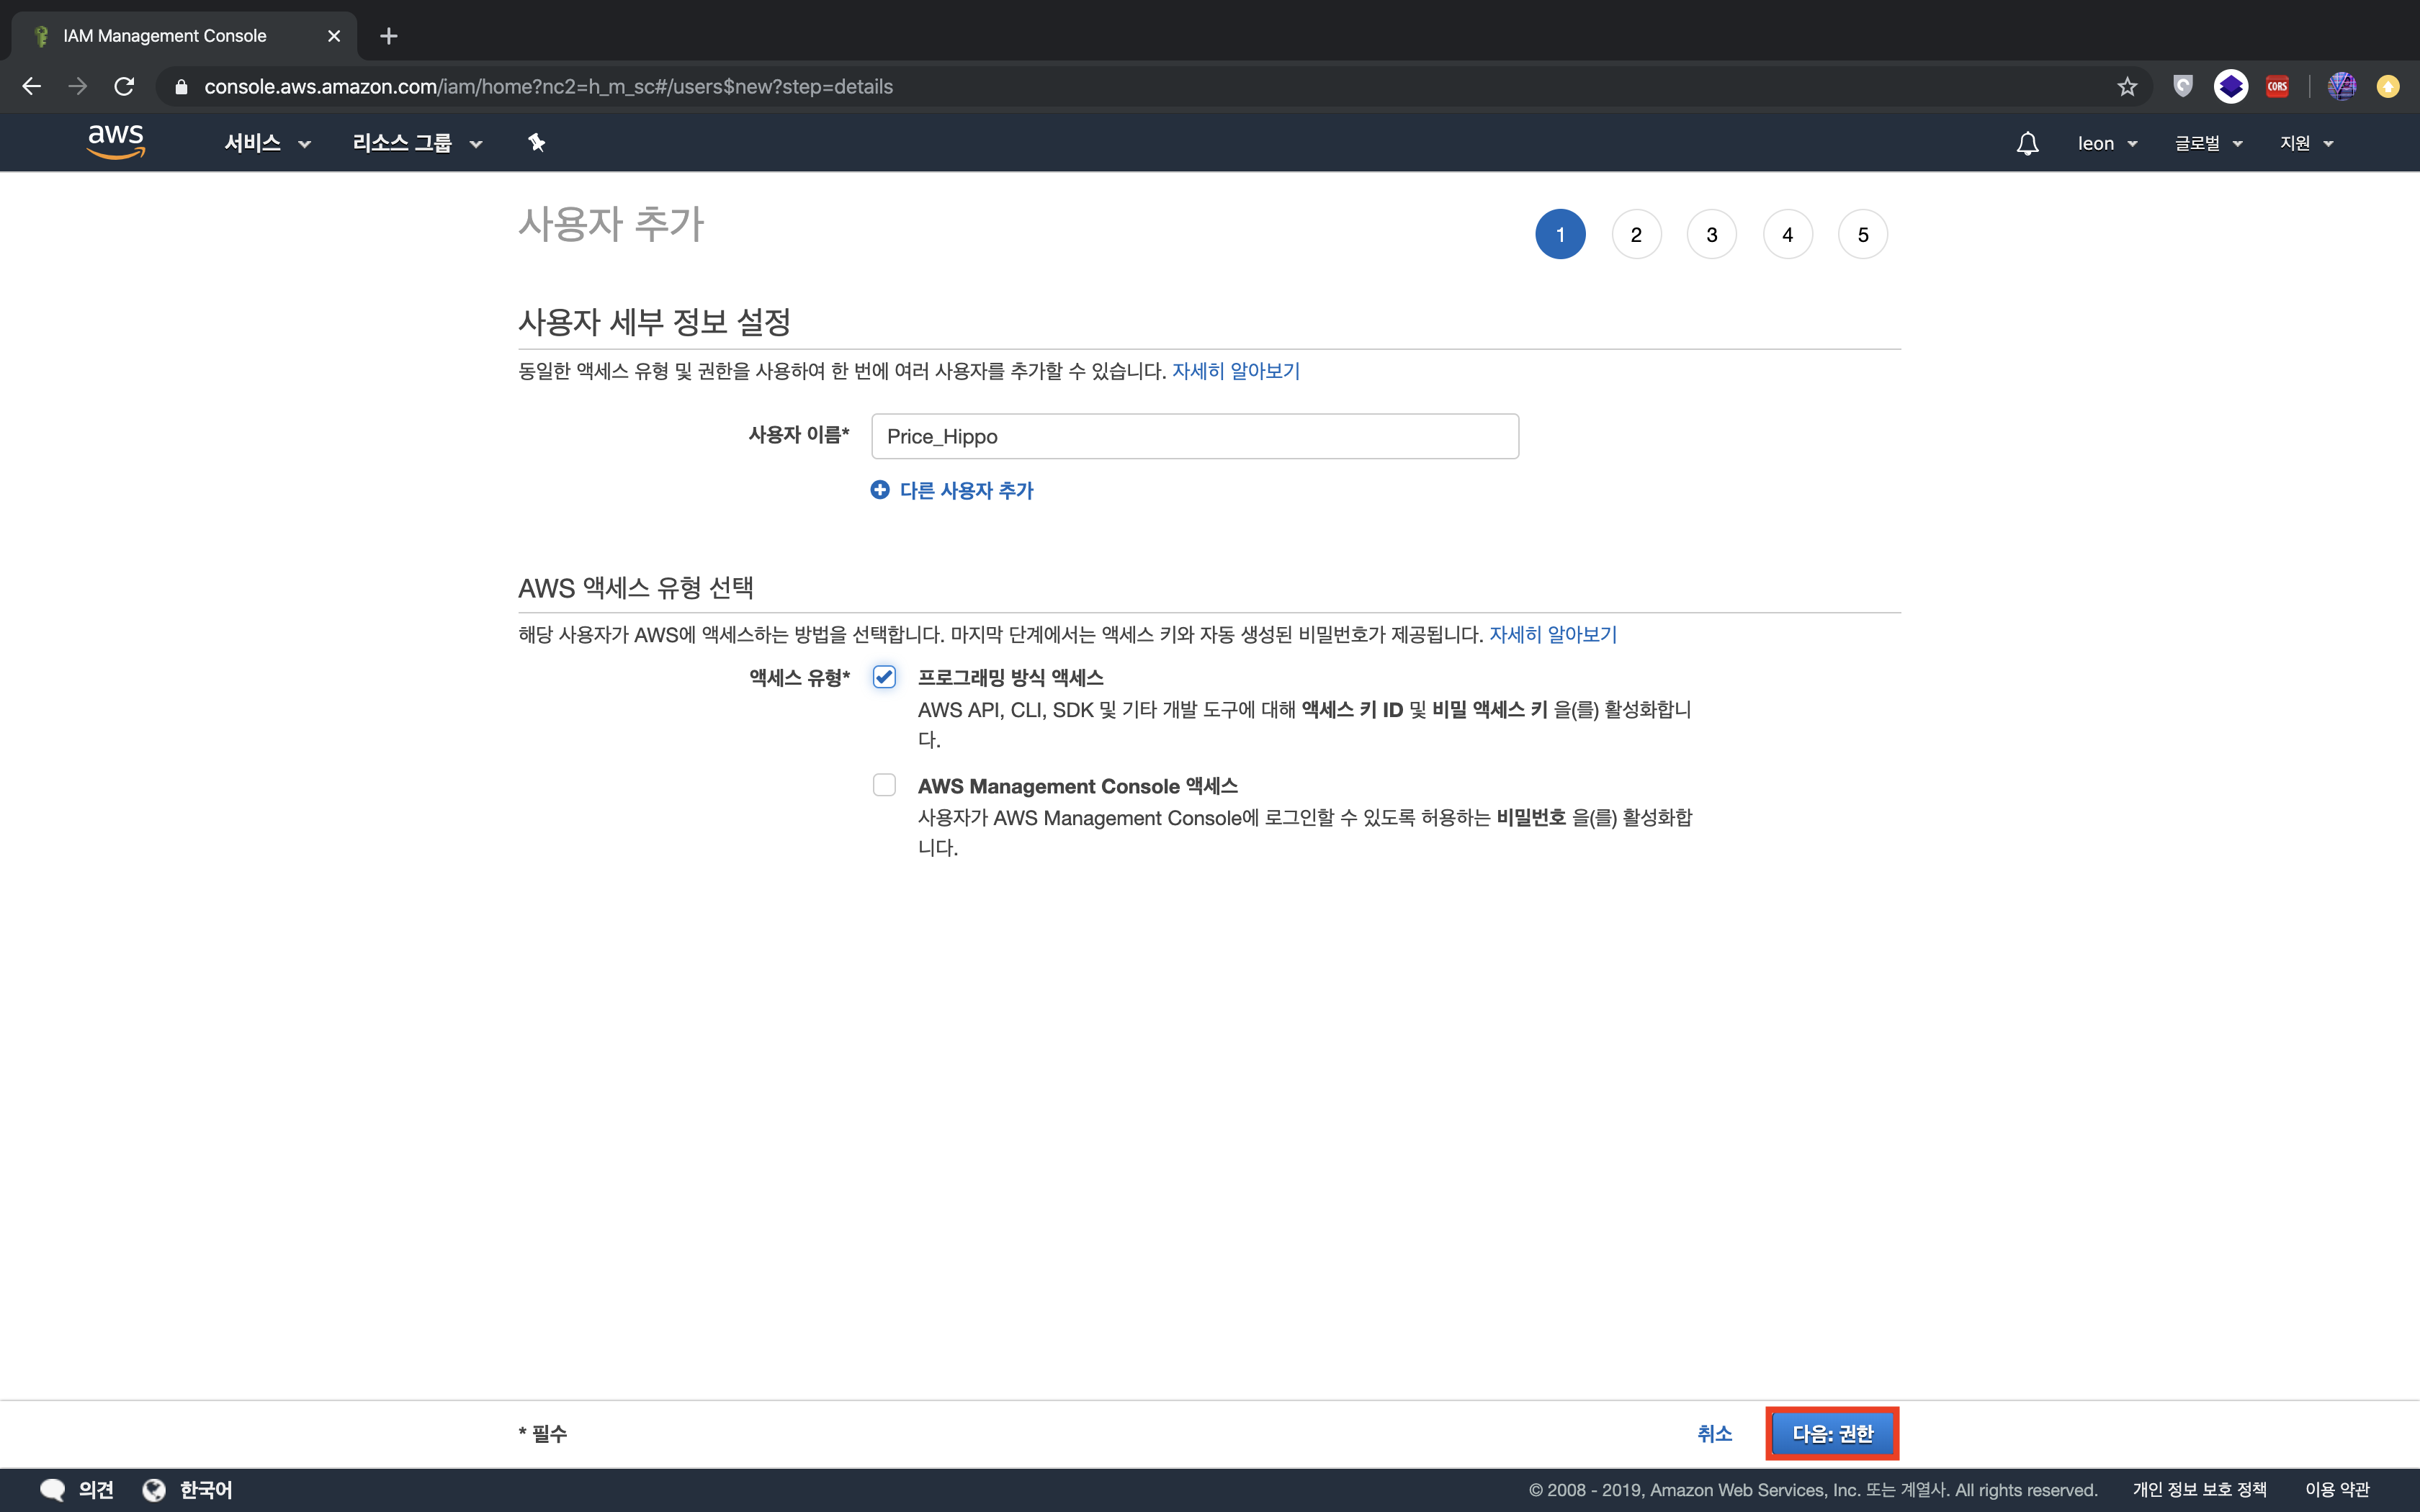 IAM Management Console
console.aws.amazon.com/iam/home?nc2=h_m_sc#/users$new?step=details
CORS
aws 서비스 리소스 그룹 leon 글로벌 지원
사용자 추가
1 2 3 4 5
사용자 세부 정보 설정
동일한 액세스 유형 및 권한을 사용하여 한 번에 여러 사용자를 추가할 수 있습니다. 자세히 알아보기
사용자 이름* Price_Hippo
다른 사용자 추가
AWS 액세스 유형 선택
해당 사용자가 AWS에 액세스하는 방법을 선택합니다. 마지막 단계에서는 액세스 키와 자동 생성된 비밀번호가 제공됩니다. 자세히 알아보기
액세스 유형* 프로그래밍 방식 액세스
AWS API, CLI, SDK 및 기타 개발 도구에 대해 액세스 키 ID 및 비밀 액세스 키 을(를) 활성화합니
다.
AWS Management Console 액세스
사용자가 AWS Management Console에 로그인할 수 있도록 허용하는 비밀번호 을(를) 활성화합
니다.
* 필수 취소 다음: 권한
의견 한국어 © 2008 - 2019, Amazon Web Services, Inc. 또는 계열사. All rights reserved. 개인 정보 보호 정책 이용 약관